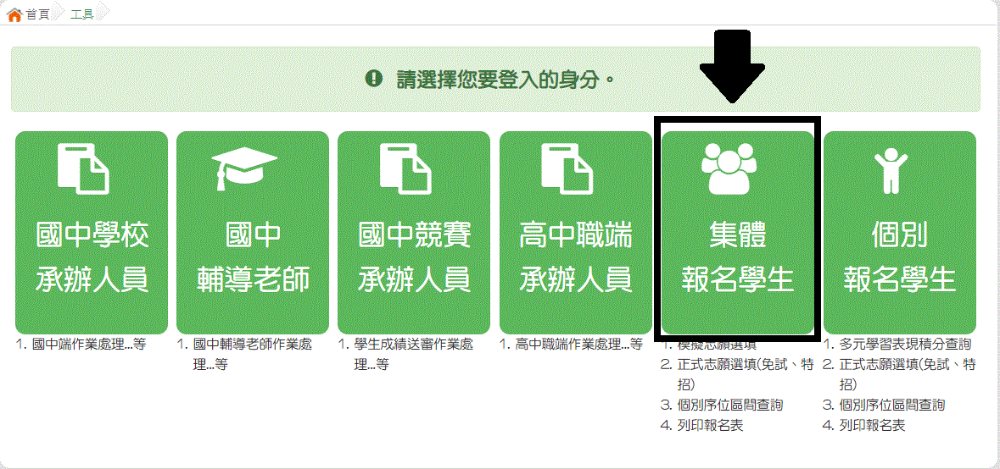 首頁 工具
請選擇您要登入的身分。
國中學校
承辦人員
1. 國中端作業處理...等
國中
輔導老師
1. 國中輔導老師作業處
理...等
國中競賽
承辦人員
1. 學生成績送審作業處
理...等
高中職端
承辦人員
1. 高中職端作業處理...等
集體
報名學生
1. 模擬志願選填
2. 正式志願選填(免試、特
招)
3. 個別序位區間查詢
4. 列印報名表
個別
報名學生
1. 多元學習表現積分查詢
2. 正式志願選填(免試、特
招)
3. 個別序位區間查詢
4. 列印報名表